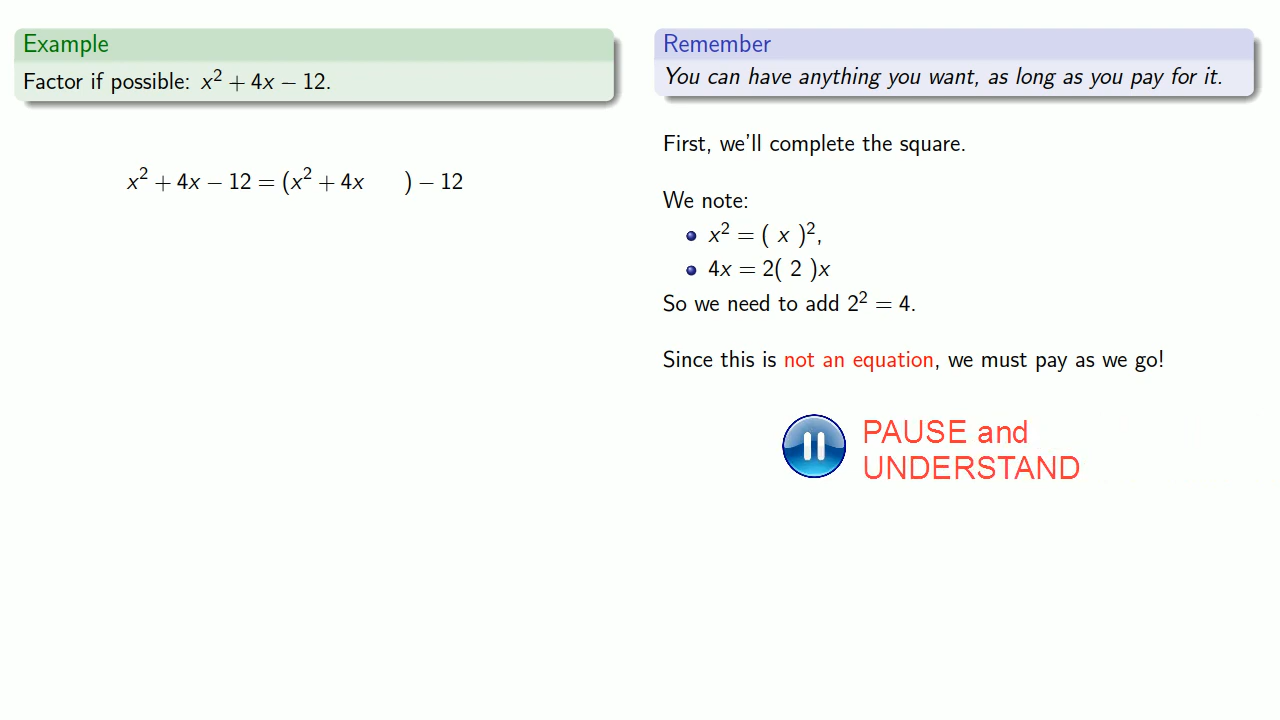 Example
Factor if possible: x² + 4x − 12.
x² + 4x − 12 = (x² + 4x      ) − 12
Remember
You can have anything you want, as long as you pay for it.
First, we'll complete the square.
We note:
• x² = ( x )²,
• 4x = 2( 2 )x
So we need to add 2² = 4.
Since this is not an equation, we must pay as we go!
PAUSE and
UNDERSTAND